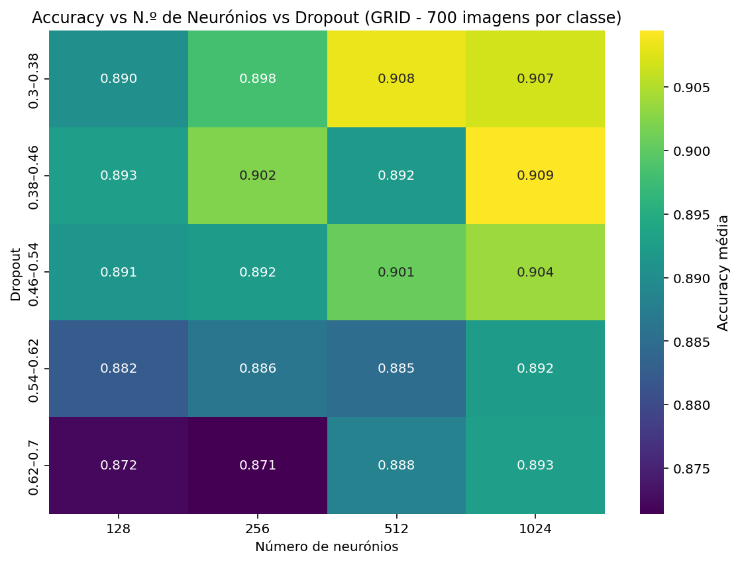 Accuracy vs N.º de Neurónios vs Dropout (GRID - 700 imagens por classe)
0.3–0.38 0.890 0.898 0.908 0.907
0.38–0.46 0.893 0.902 0.892 0.909
0.46–0.54 0.891 0.892 0.901 0.904
0.54–0.62 0.882 0.886 0.885 0.892
0.62–0.7 0.872 0.871 0.888 0.893
Dropout
128 256 512 1024
Número de neurónios
0.905
0.900
0.895
0.890
0.885
0.880
0.875
Accuracy média